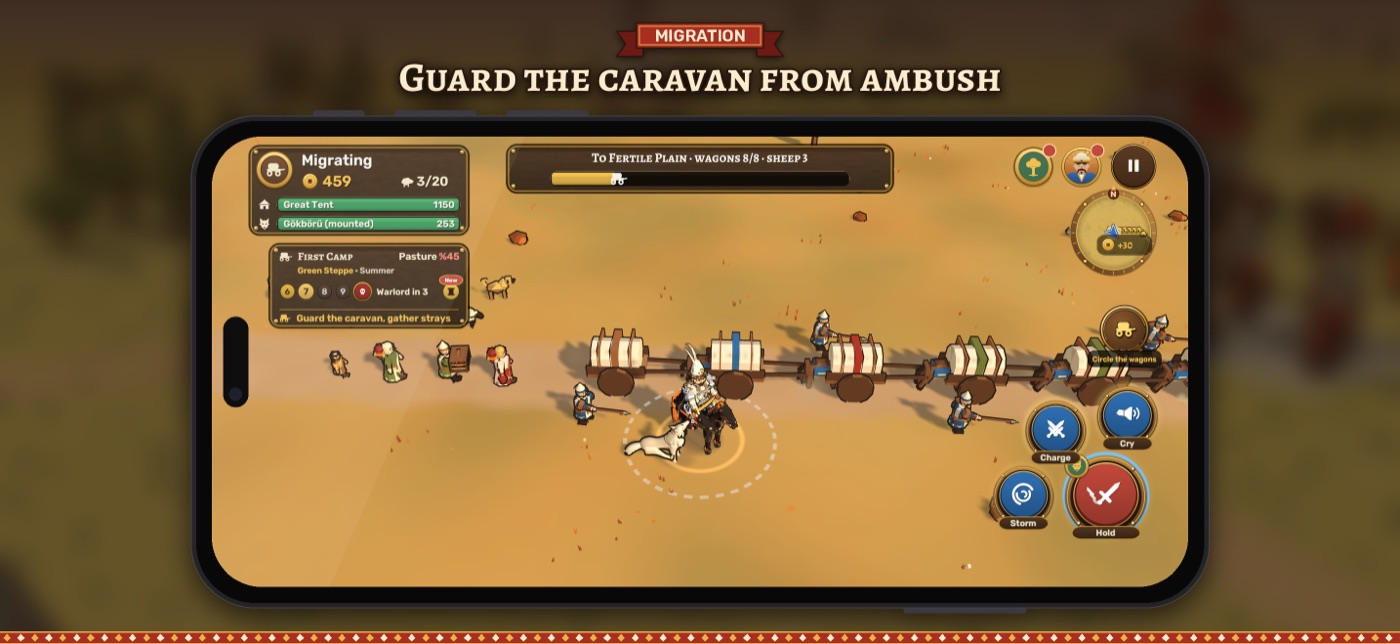 MIGRATION
GUARD THE CARAVAN FROM AMBUSH
Migrating
459
3/20
Great Tent 1150
Gökbörü (mounted) 253
TO FERTILE PLAIN · WAGONS 8/8 · SHEEP 3
N
+30
FIRST CAMP Pasture %45
Green Steppe · Summer
New
6 7 8 9 Warlord in 3
Guard the caravan, gather strays
Circle the wagons
Cry
Charge
Storm
Hold